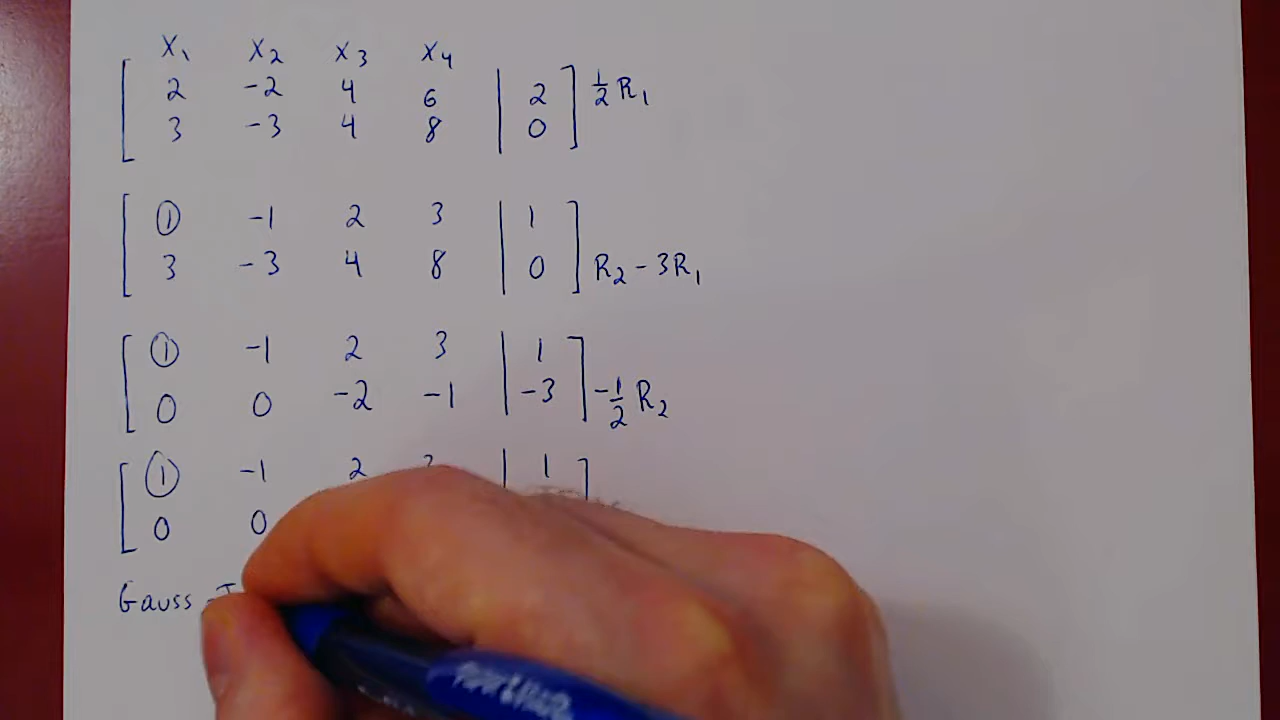 X₁ X₂ X₃ X₄
[ 2 -2 4 6 | 2 ] ½R₁
[ 3 -3 4 8 | 0 ]
[ ① -1 2 3 | 1 ]
[ 3 -3 4 8 | 0 ] R₂ - 3R₁
[ ① -1 2 3 | 1 ]
[ 0 0 -2 -1 | -3 ] -½R₂
[ ① -1 2 | 1 ]
[ 0 0
Gauss -